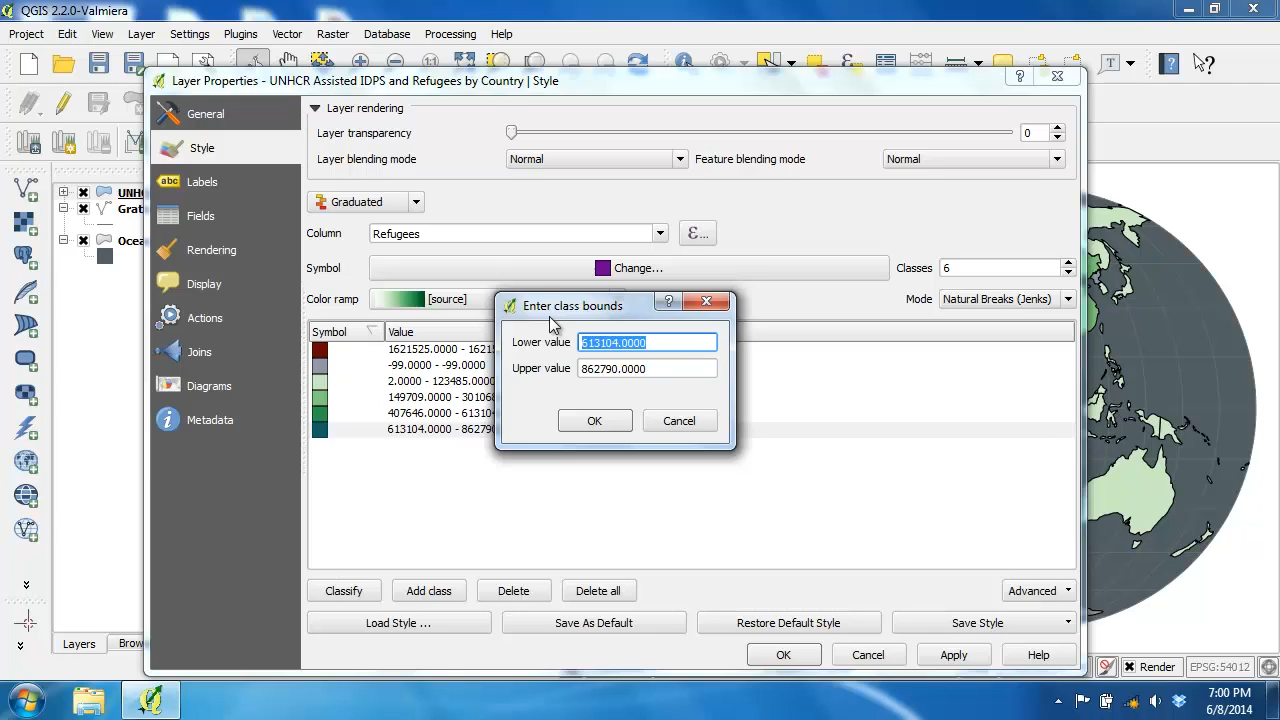 QGIS 2.2.0-Valmiera
Project Edit View Layer Settings Plugins Vector Raster Database Processing Help
Layer Properties - UNHCR Assisted IDPS and Refugees by Country | Style
General
Style
Labels
Fields
Rendering
Display
Actions
Joins
Diagrams
Metadata
Layer rendering
Layer transparency 0
Layer blending mode Normal Feature blending mode Normal
Graduated
Column Refugees ε...
Symbol Change... Classes 6
Color ramp [source] Mode Natural Breaks (Jenks)
Symbol Value
1621525.0000 - 1621
-99.0000 - -99.0000
2.0000 - 123485.0000
149709.0000 - 30106
407646.0000 - 61310
613104.0000 - 86279
Enter class bounds
Lower value 613104.0000
Upper value 862790.0000
OK Cancel
Classify Add class Delete Delete all Advanced
Load Style ... Save As Default Restore Default Style Save Style
OK Cancel Apply Help
UNHC
Grat
Ocea
Layers Brow
Render EPSG:54012
7:00 PM
6/8/2014
abc